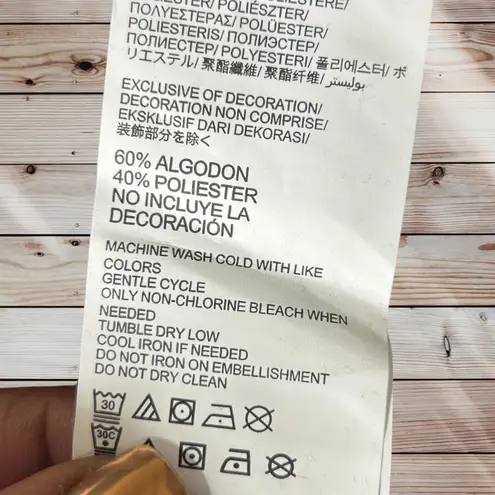 POLIÉSZTER/
ПОЛУΕΣΤΕΡΑΣ/ POLÜESTER/
POLIESTERIS/ ПОЛИЭСТЕР/
ПОЛИЕСТЕР/ POLYESTERI/ 폴리에스터/ ポ
リエステル/ 聚酯纖維/ 聚酯纤维/ بوليستر/
EXCLUSIVE OF DECORATION/
DECORATION NON COMPRISE/
EKSKLUSIF DARI DEKORASI/
装飾部分を除く
60% ALGODON
40% POLIESTER
NO INCLUYE LA
DECORACIÓN
MACHINE WASH COLD WITH LIKE
COLORS
GENTLE CYCLE
ONLY NON-CHLORINE BLEACH WHEN
NEEDED
TUMBLE DRY LOW
COOL IRON IF NEEDED
DO NOT IRON ON EMBELLISHMENT
DO NOT DRY CLEAN
30
30C